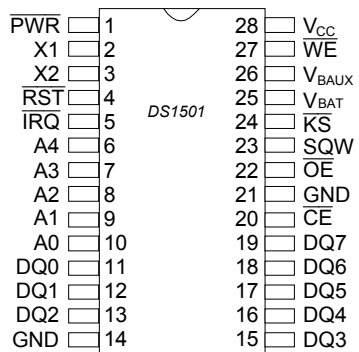 PWR 1 28 VCC
X1 2 27 WE
X2 3 26 VBAUX
RST 4 25 VBAT
DS1501
IRQ 5 24 KS
A4 6 23 SQW
A3 7 22 OE
A2 8 21 GND
A1 9 20 CE
A0 10 19 DQ7
DQ0 11 18 DQ6
DQ1 12 17 DQ5
DQ2 13 16 DQ4
GND 14 15 DQ3